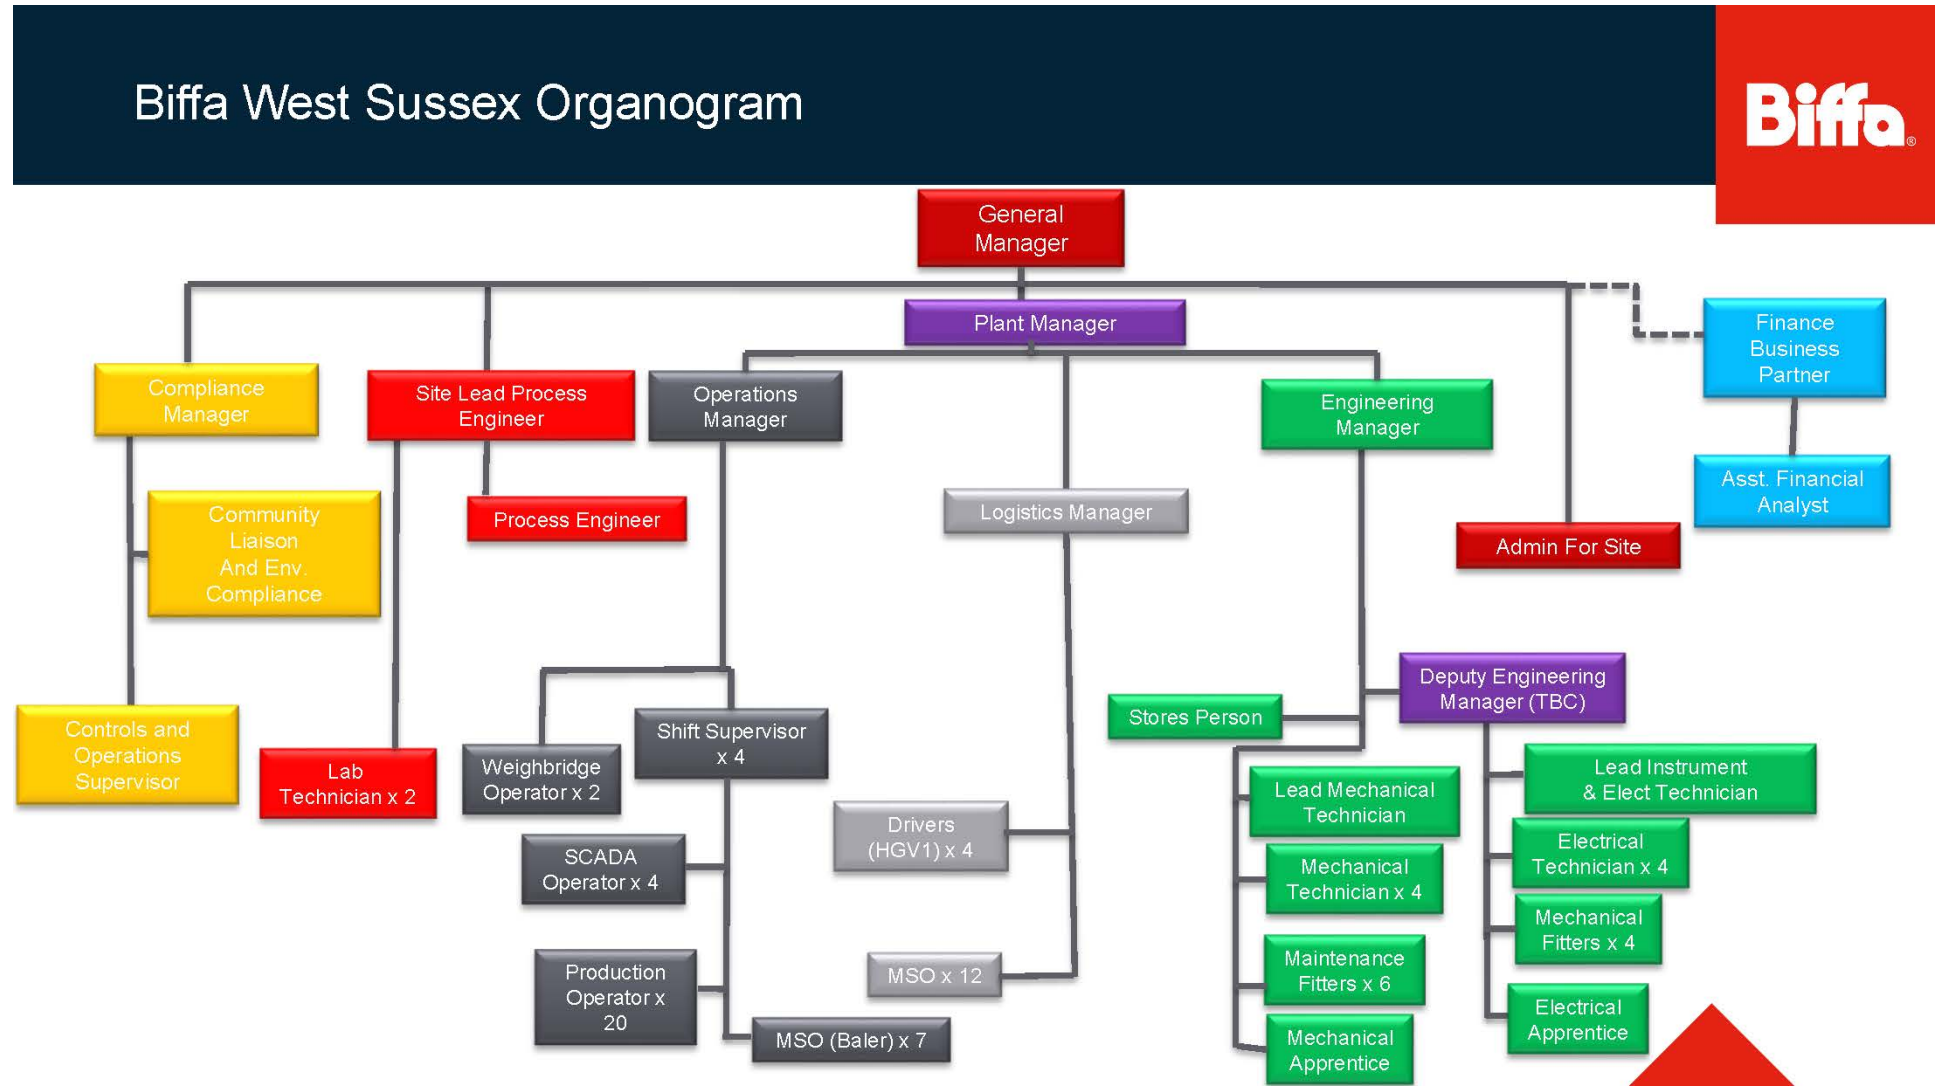 Biffa West Sussex Organogram
Biffa®
General
Manager
Plant Manager
Finance
Business
Partner
Compliance
Manager
Site Lead Process
Engineer
Operations
Manager
Engineering
Manager
Asst. Financial
Analyst
Community
Liaison
And Env.
Compliance
Process Engineer
Logistics Manager
Admin For Site
Deputy Engineering
Manager (TBC)
Stores Person
Controls and
Operations
Supervisor
Lab
Technician x 2
Weighbridge
Operator x 2
Shift Supervisor
x 4
Lead Mechanical
Technician
Lead Instrument
& Elect Technician
SCADA
Operator x 4
Drivers
(HGV1) x 4
Mechanical
Technician x 4
Electrical
Technician x 4
Mechanical
Fitters x 4
Production
Operator x
20
MSO x 12
Maintenance
Fitters x 6
Electrical
Apprentice
MSO (Baler) x 7
Mechanical
Apprentice